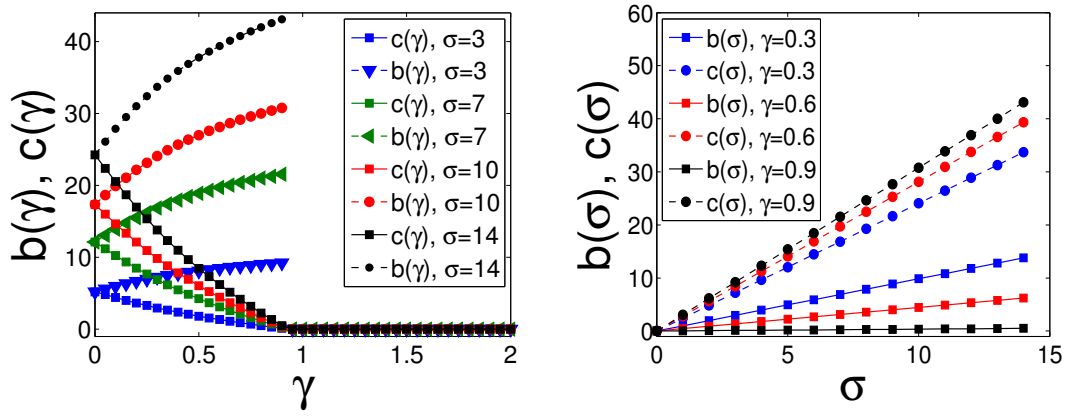 b(γ), c(γ)
40
30
20
10
0
0
0.5
1
1.5
2
γ
c(γ), σ=3
b(γ), σ=3
c(γ), σ=7
b(γ), σ=7
c(γ), σ=10
b(γ), σ=10
c(γ), σ=14
b(γ), σ=14
b(σ), c(σ)
60
50
40
30
20
10
0
0
5
10
15
σ
b(σ), γ=0.3
c(σ), γ=0.3
b(σ), γ=0.6
c(σ), γ=0.6
b(σ), γ=0.9
c(σ), γ=0.9